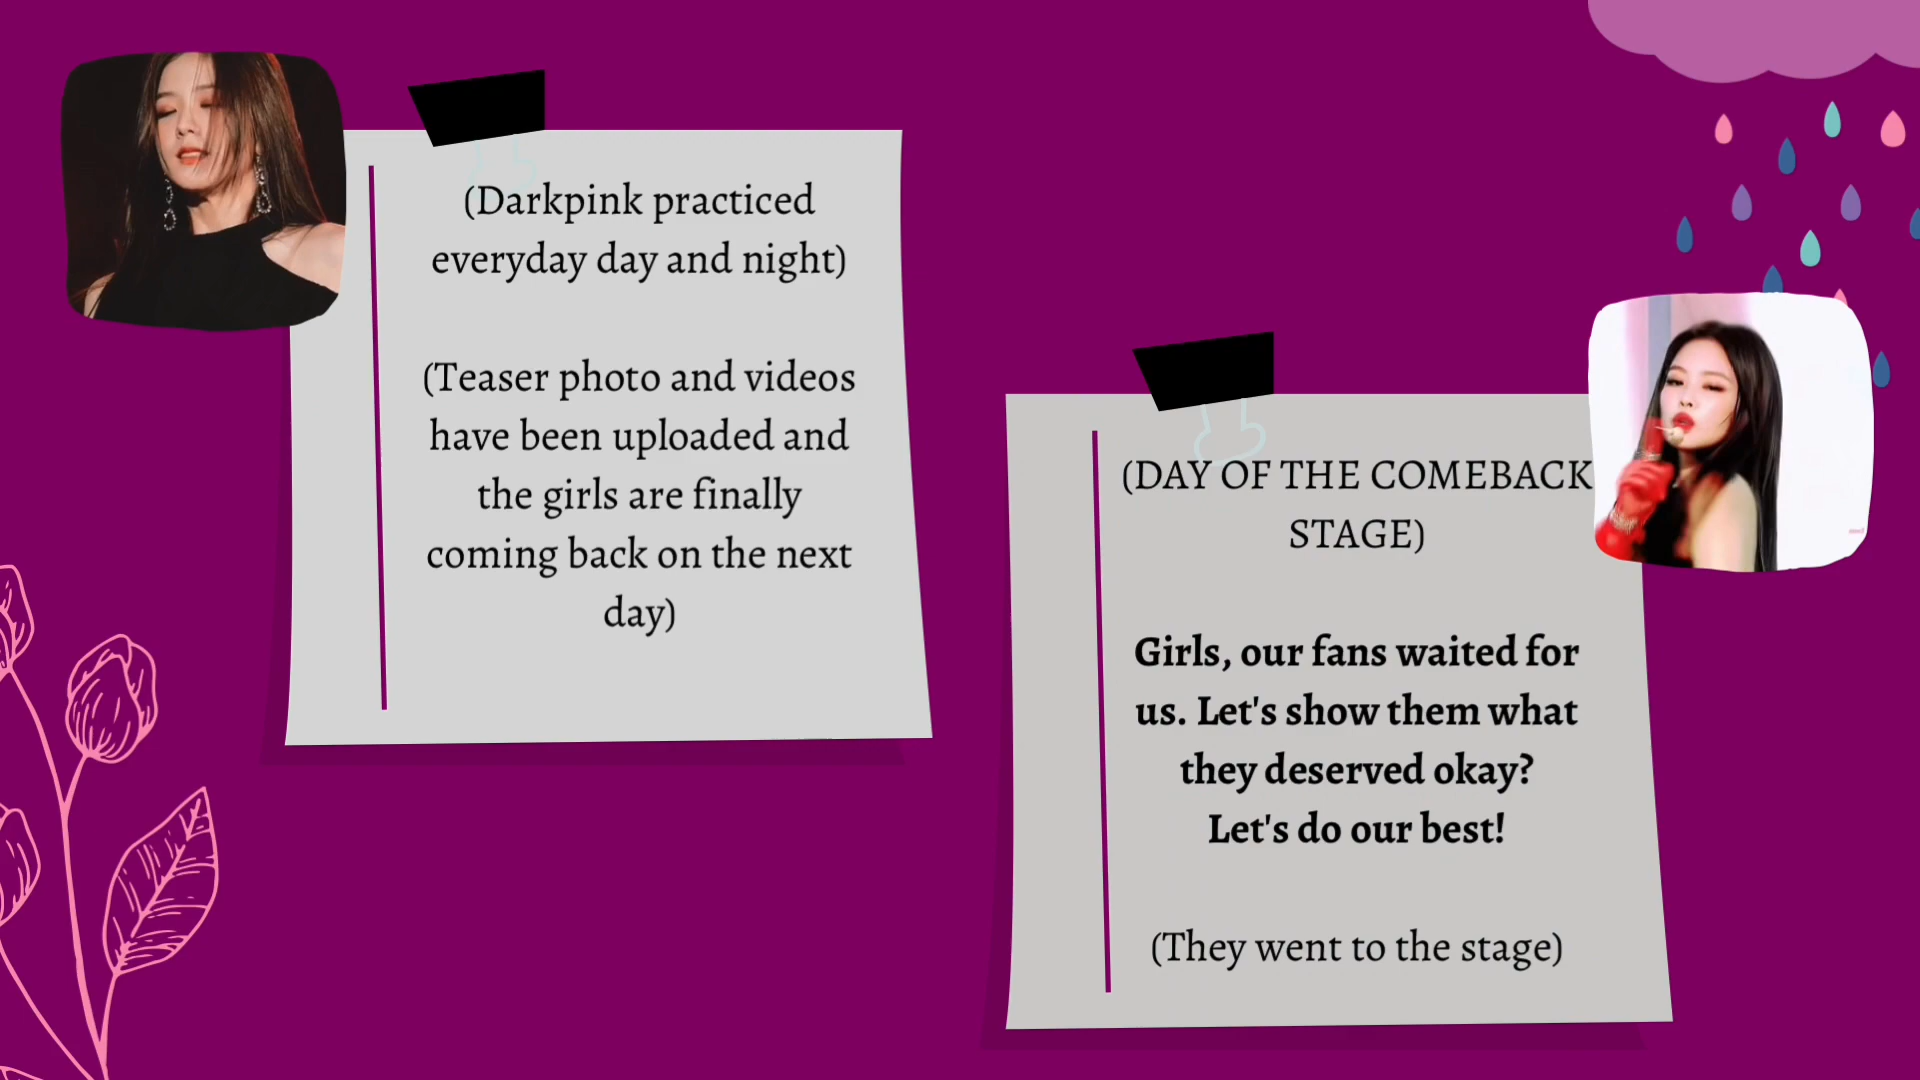 (Darkpink practiced
everyday day and night)
(Teaser photo and videos
have been uploaded and
the girls are finally
coming back on the next
day)
(DAY OF THE COMEBACK
STAGE)
Girls, our fans waited for
us. Let's show them what
they deserved okay?
Let's do our best!
(They went to the stage)